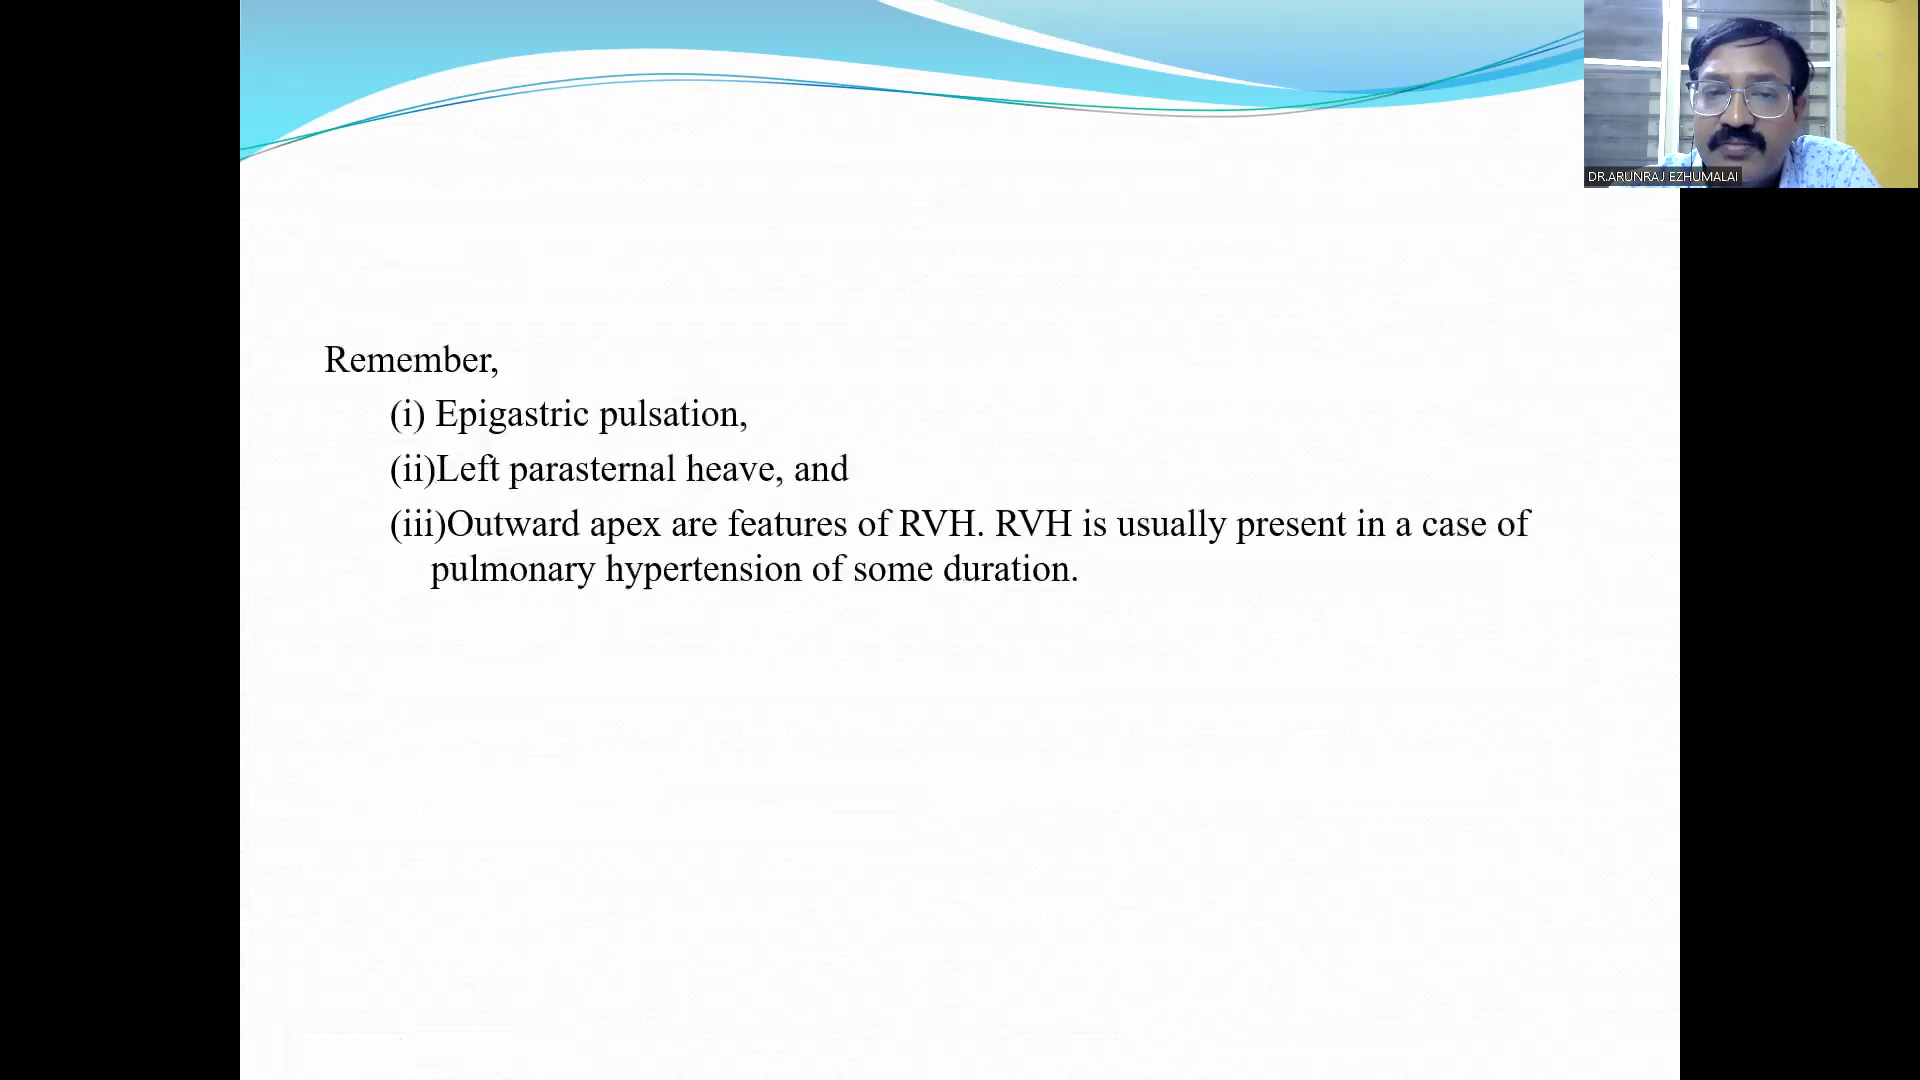 DR.ARUNRAJ EZHUMALAI
Remember,
(i) Epigastric pulsation,
(ii)Left parasternal heave, and
(iii)Outward apex are features of RVH. RVH is usually present in a case of
pulmonary hypertension of some duration.